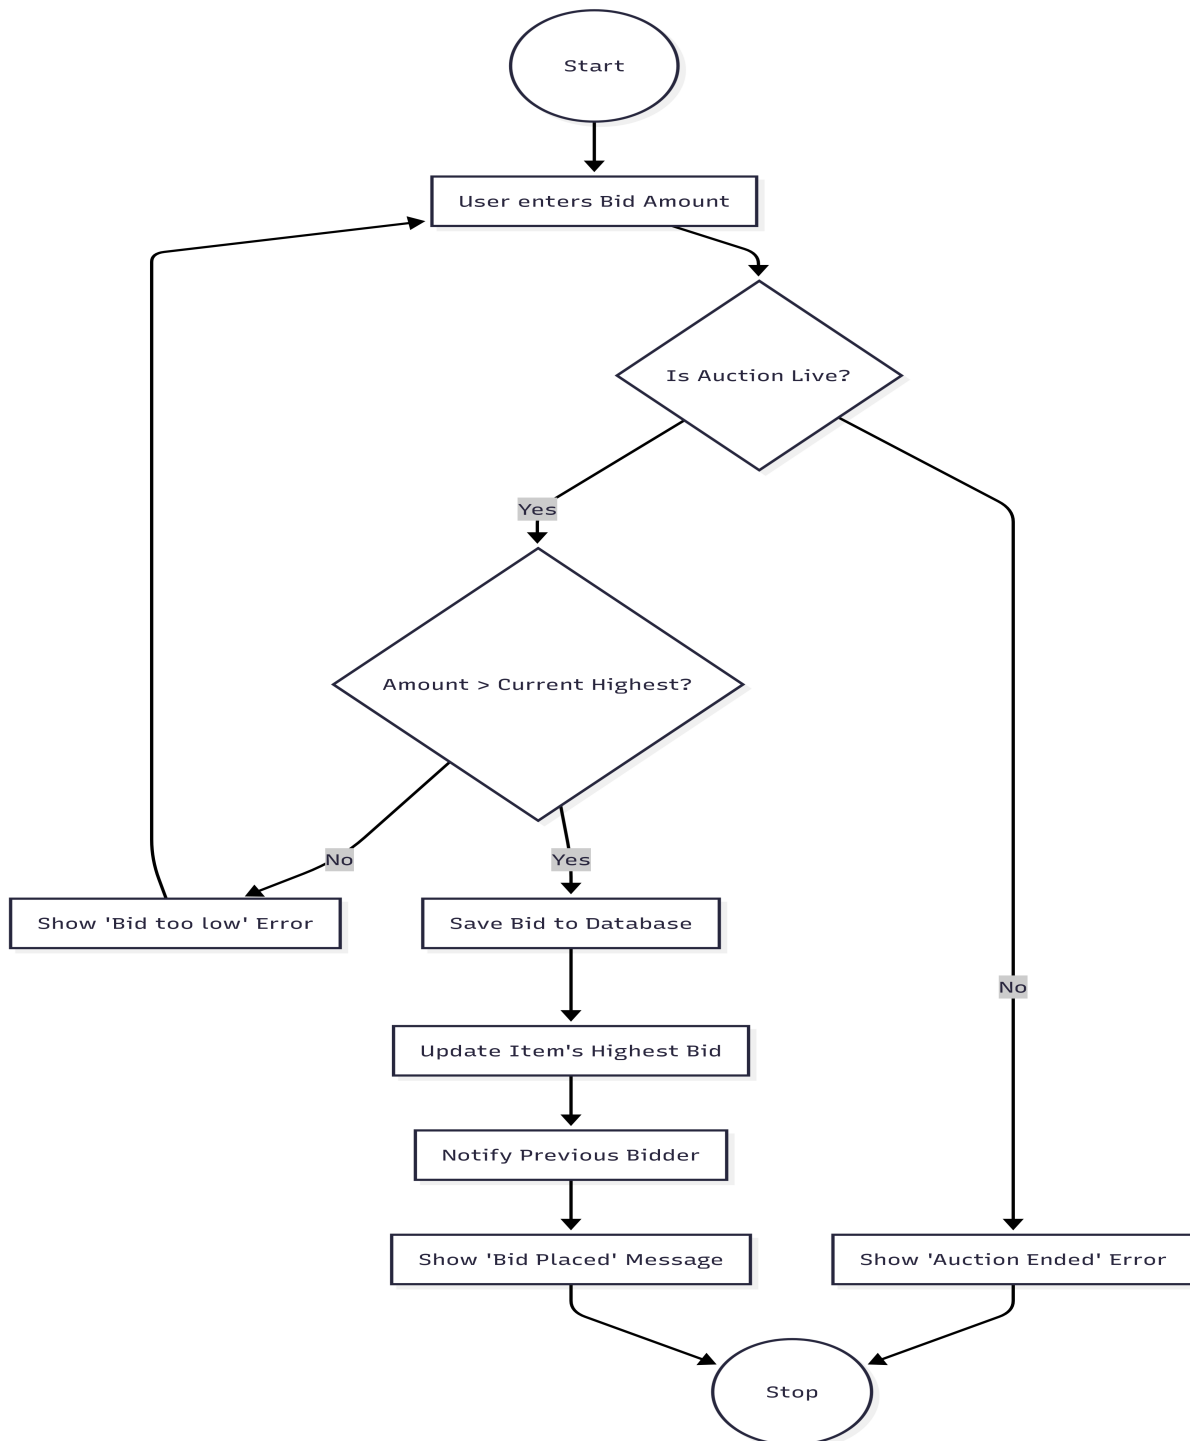 Start
User enters Bid Amount
Is Auction Live?
Yes
Amount > Current Highest?
No
Yes
Show 'Bid too low' Error
Save Bid to Database
No
Update Item's Highest Bid
Notify Previous Bidder
Show 'Bid Placed' Message
Show 'Auction Ended' Error
Stop